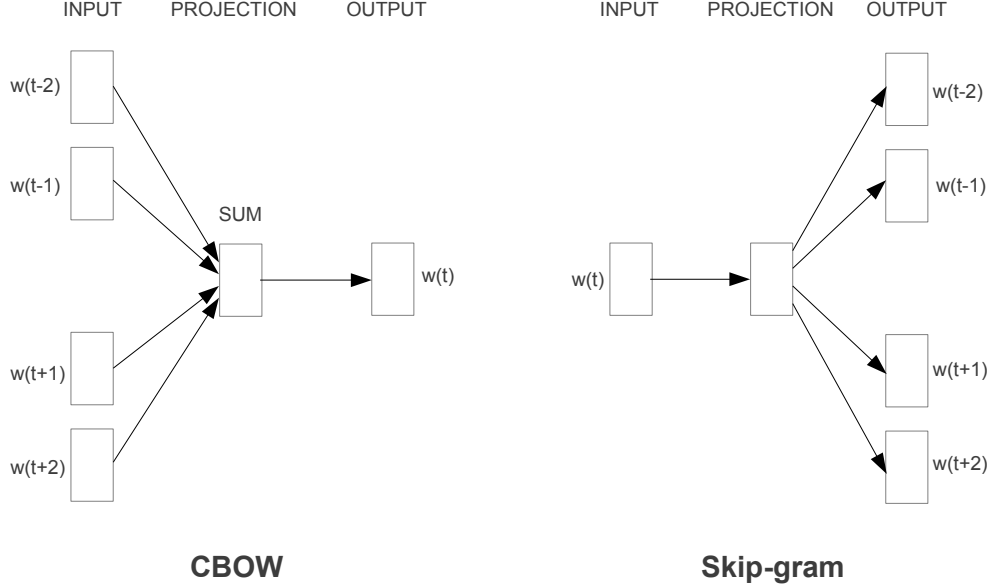 INPUT PROJECTION OUTPUT
w(t-2)
w(t-1)
SUM
w(t)
w(t+1)
w(t+2)
CBOW
INPUT PROJECTION OUTPUT
w(t-2)
w(t-1)
w(t)
w(t+1)
w(t+2)
Skip-gram